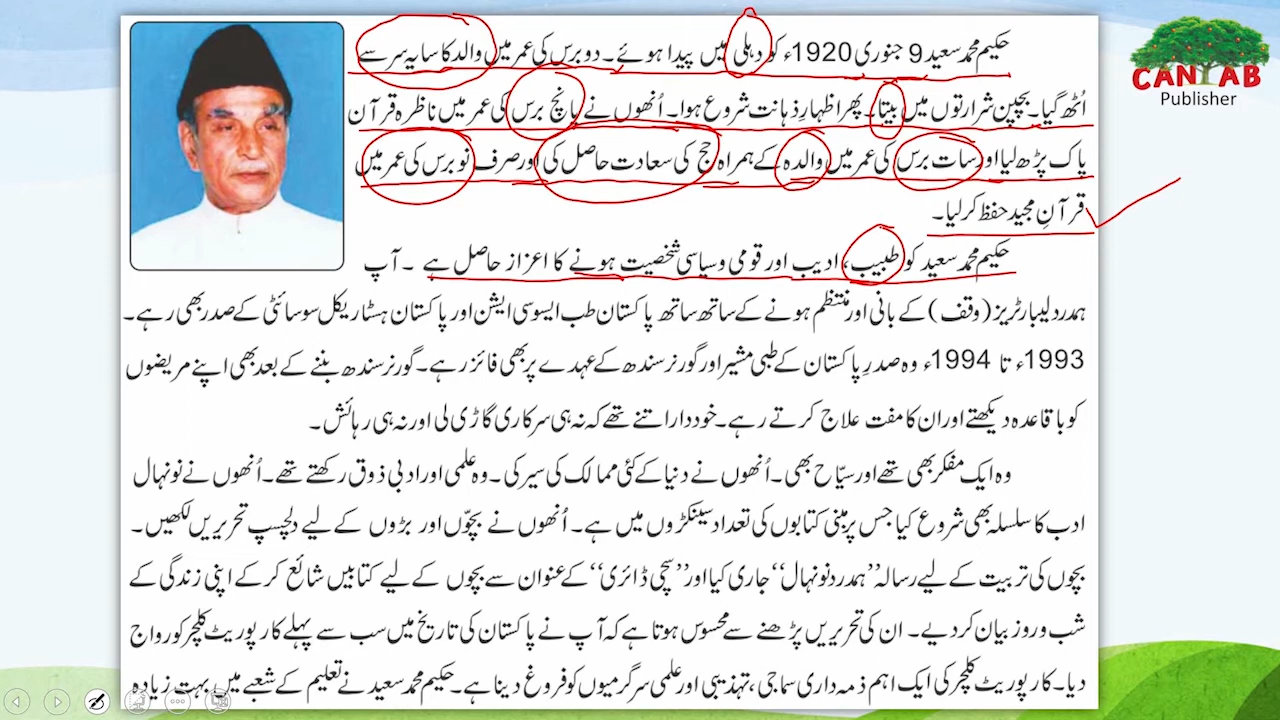 CANTAB
Publisher
حکیم محمد سعید 9 جنوری 1920ء کو دہلی میں پیدا ہوئے۔ دو برس کی عمر میں والد کا سایہ سر سے
اُٹھ گیا۔ بچپن شرارتوں میں بیتا۔ پھر اظہارِ ذہانت شروع ہوا۔ اُنھوں نے پانچ برس کی عمر میں ناظرہ قرآن
پاک پڑھ لیا اور سات برس کی عمر میں والدہ کے ہمراہ حج کی سعادت حاصل کی اور صرف نو برس کی عمر میں
قرآنِ مجید حفظ کر لیا۔
حکیم محمد سعید کو طبیب، ادیب اور قومی و سیاسی شخصیت ہونے کا اعزاز حاصل ہے ۔ آپ
ہمدرد لیبارٹریز (وقف) کے بانی اور منتظم ہونے کے ساتھ ساتھ پاکستان طب ایسوسی ایشن اور پاکستان ہسٹاریکل سوسائٹی کے صدر بھی رہے۔
1993ء تا 1994ء وہ صدرِ پاکستان کے طبی مشیر اور گورنر سندھ کے عہدے پر بھی فائز رہے۔ گورنر سندھ بننے کے بعد بھی اپنے مریضوں
کو باقاعدہ دیکھتے اور ان کا مفت علاج کرتے رہے۔ خوددار اتنے تھے کہ نہ ہی سرکاری گاڑی لی اور نہ ہی رہائش۔
وہ ایک مفکر بھی تھے اور سیّاح بھی۔ اُنھوں نے دنیا کے کئی ممالک کی سیر کی۔ وہ علمی اور ادبی ذوق رکھتے تھے۔ اُنھوں نے نونہال
ادب کا سلسلہ بھی شروع کیا جس پر مبنی کتابوں کی تعداد سینکڑوں میں ہے۔ اُنھوں نے بچّوں اور بڑوں کے لیے دلچسپ تحریریں لکھیں۔
بچوں کی تربیت کے لیے رسالہ ”ہمدرد نونہال“ جاری کیا اور ”سچی ڈائری“ کے عنوان سے بچوں کے لیے کتابیں شائع کر کے اپنی زندگی کے
شب و روز بیان کر دیے۔ ان کی تحریریں پڑھنے سے محسوس ہوتا ہے کہ آپ نے پاکستان کی تاریخ میں سب سے پہلے کارپوریٹ کلچر کو رواج
دیا۔ کارپوریٹ کلچر کی ایک اہم ذمہ داری سماجی، تہذیبی اور علمی سرگرمیوں کو فروغ دینا ہے۔ حکیم محمد سعید نے تعلیم کے شعبے میں بہت زیادہ